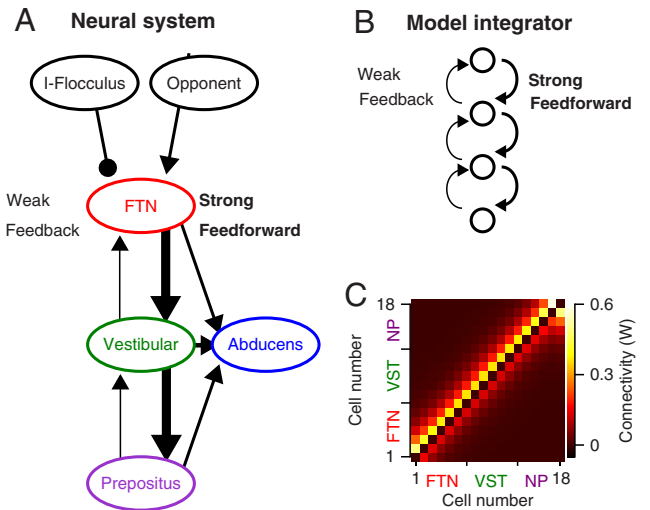 A
Neural system
I-Flocculus
Opponent
Weak
Feedback
FTN
Strong
Feedforward
Vestibular
Abducens
Prepositus
B
Model integrator
Weak
Feedback
Strong
Feedforward
C
18
NP
VST
FTN
1
Cell number
1 FTN VST NP 18
Cell number
0.6
0.3
0
Connectivity (W)